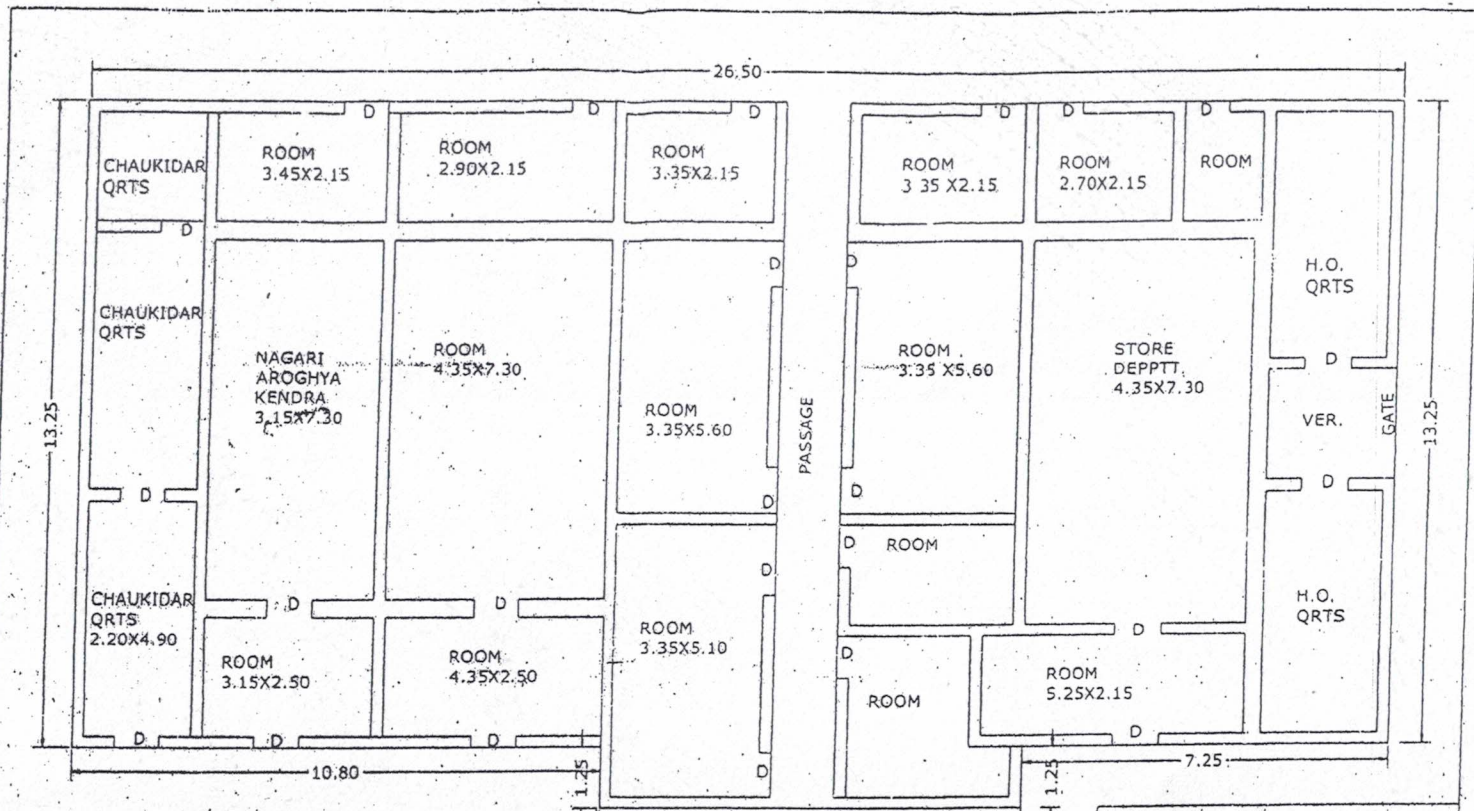 26.50
D
D
D
D
D
D
CHAUKIDAR
QRTS
ROOM
3.45X2.15
ROOM
2.90X2.15
ROOM
3.35X2.15
ROOM
3 35 X2.15
ROOM
2.70X2.15
ROOM
D
CHAUKIDAR
QRTS
D
D
H.O.
QRTS
NAGARI
AROGHYA
KENDRA
3.15X7.30
ROOM
4.35X7.30
ROOM
3.35X5.60
PASSAGE
ROOM
3.35 X5.60
STORE
DEPPTT.
4.35X7.30
D
VER.
GATE
13.25
13.25
D
D
D
D
D
ROOM
D
D
CHAUKIDAR
QRTS
2.20X4.90
D
D
H.O.
QRTS
ROOM
3.15X2.50
ROOM
4.35X2.50
ROOM
3.35X5.10
D
D
ROOM
ROOM
5.25X2.15
D
D
D
D
D
10.80
1.25
1.25
7.25